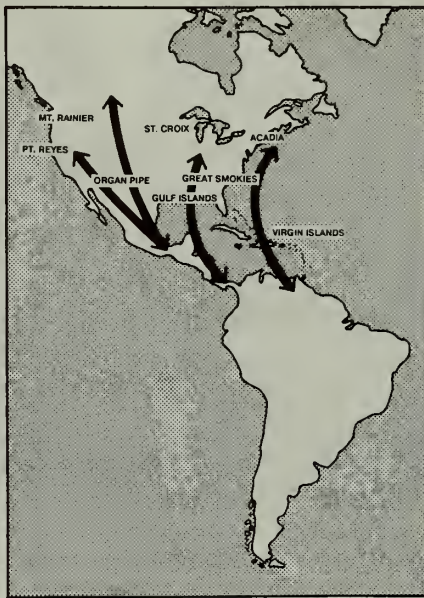 MT. RAINIER
ST. CROIX
ACADIA
PT. REYES
GREAT SMOKIES
ORGAN PIPE
GULF ISLANDS
VIRGIN ISLANDS